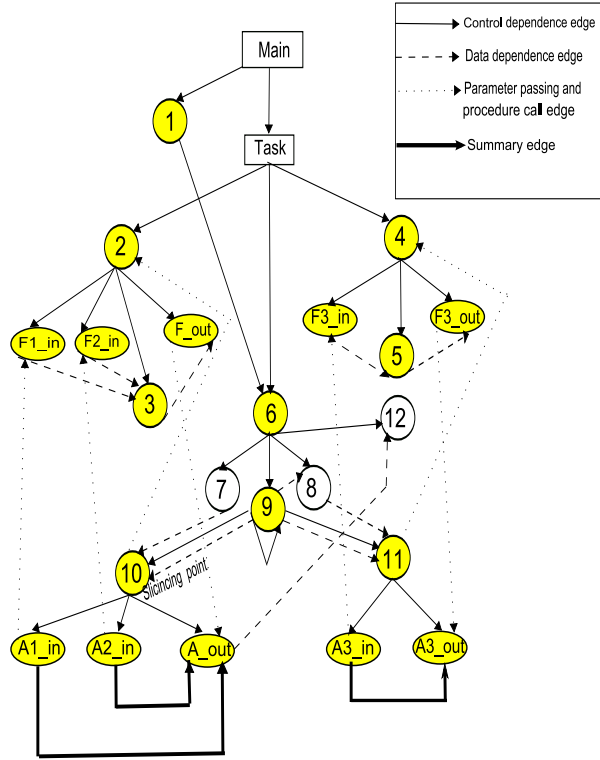 Main
Control dependence edge
Data dependence edge
Parameter passing and
procedure call edge
Summary edge
1
Task
2
4
F1_in
F2_in
F_out
F3_in
F3_out
3
5
6
12
7
8
9
10
11
Slicincing point
A1_in
A2_in
A_out
A3_in
A3_out